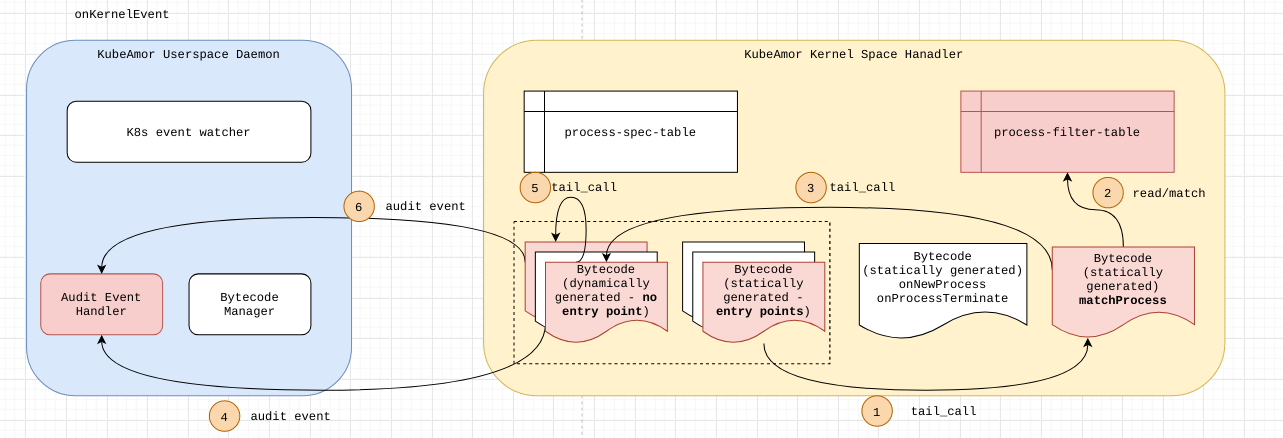 onKernelEvent
KubeAmor Userspace Daemon
K8s event watcher
Audit Event
Handler
Bytecode
Manager
6
audit event
4
audit event
KubeAmor Kernel Space Hanadler
process-spec-table
process-filter-table
5
tail_call
3
tail_call
2
read/match
Bytecode
(dynamically
generated - no
entry point)
Bytecode
(statically
generated -
entry points)
Bytecode
(statically generated)
onNewProcess
onProcessTerminate
Bytecode
(statically
generated)
matchProcess
1
tail_call